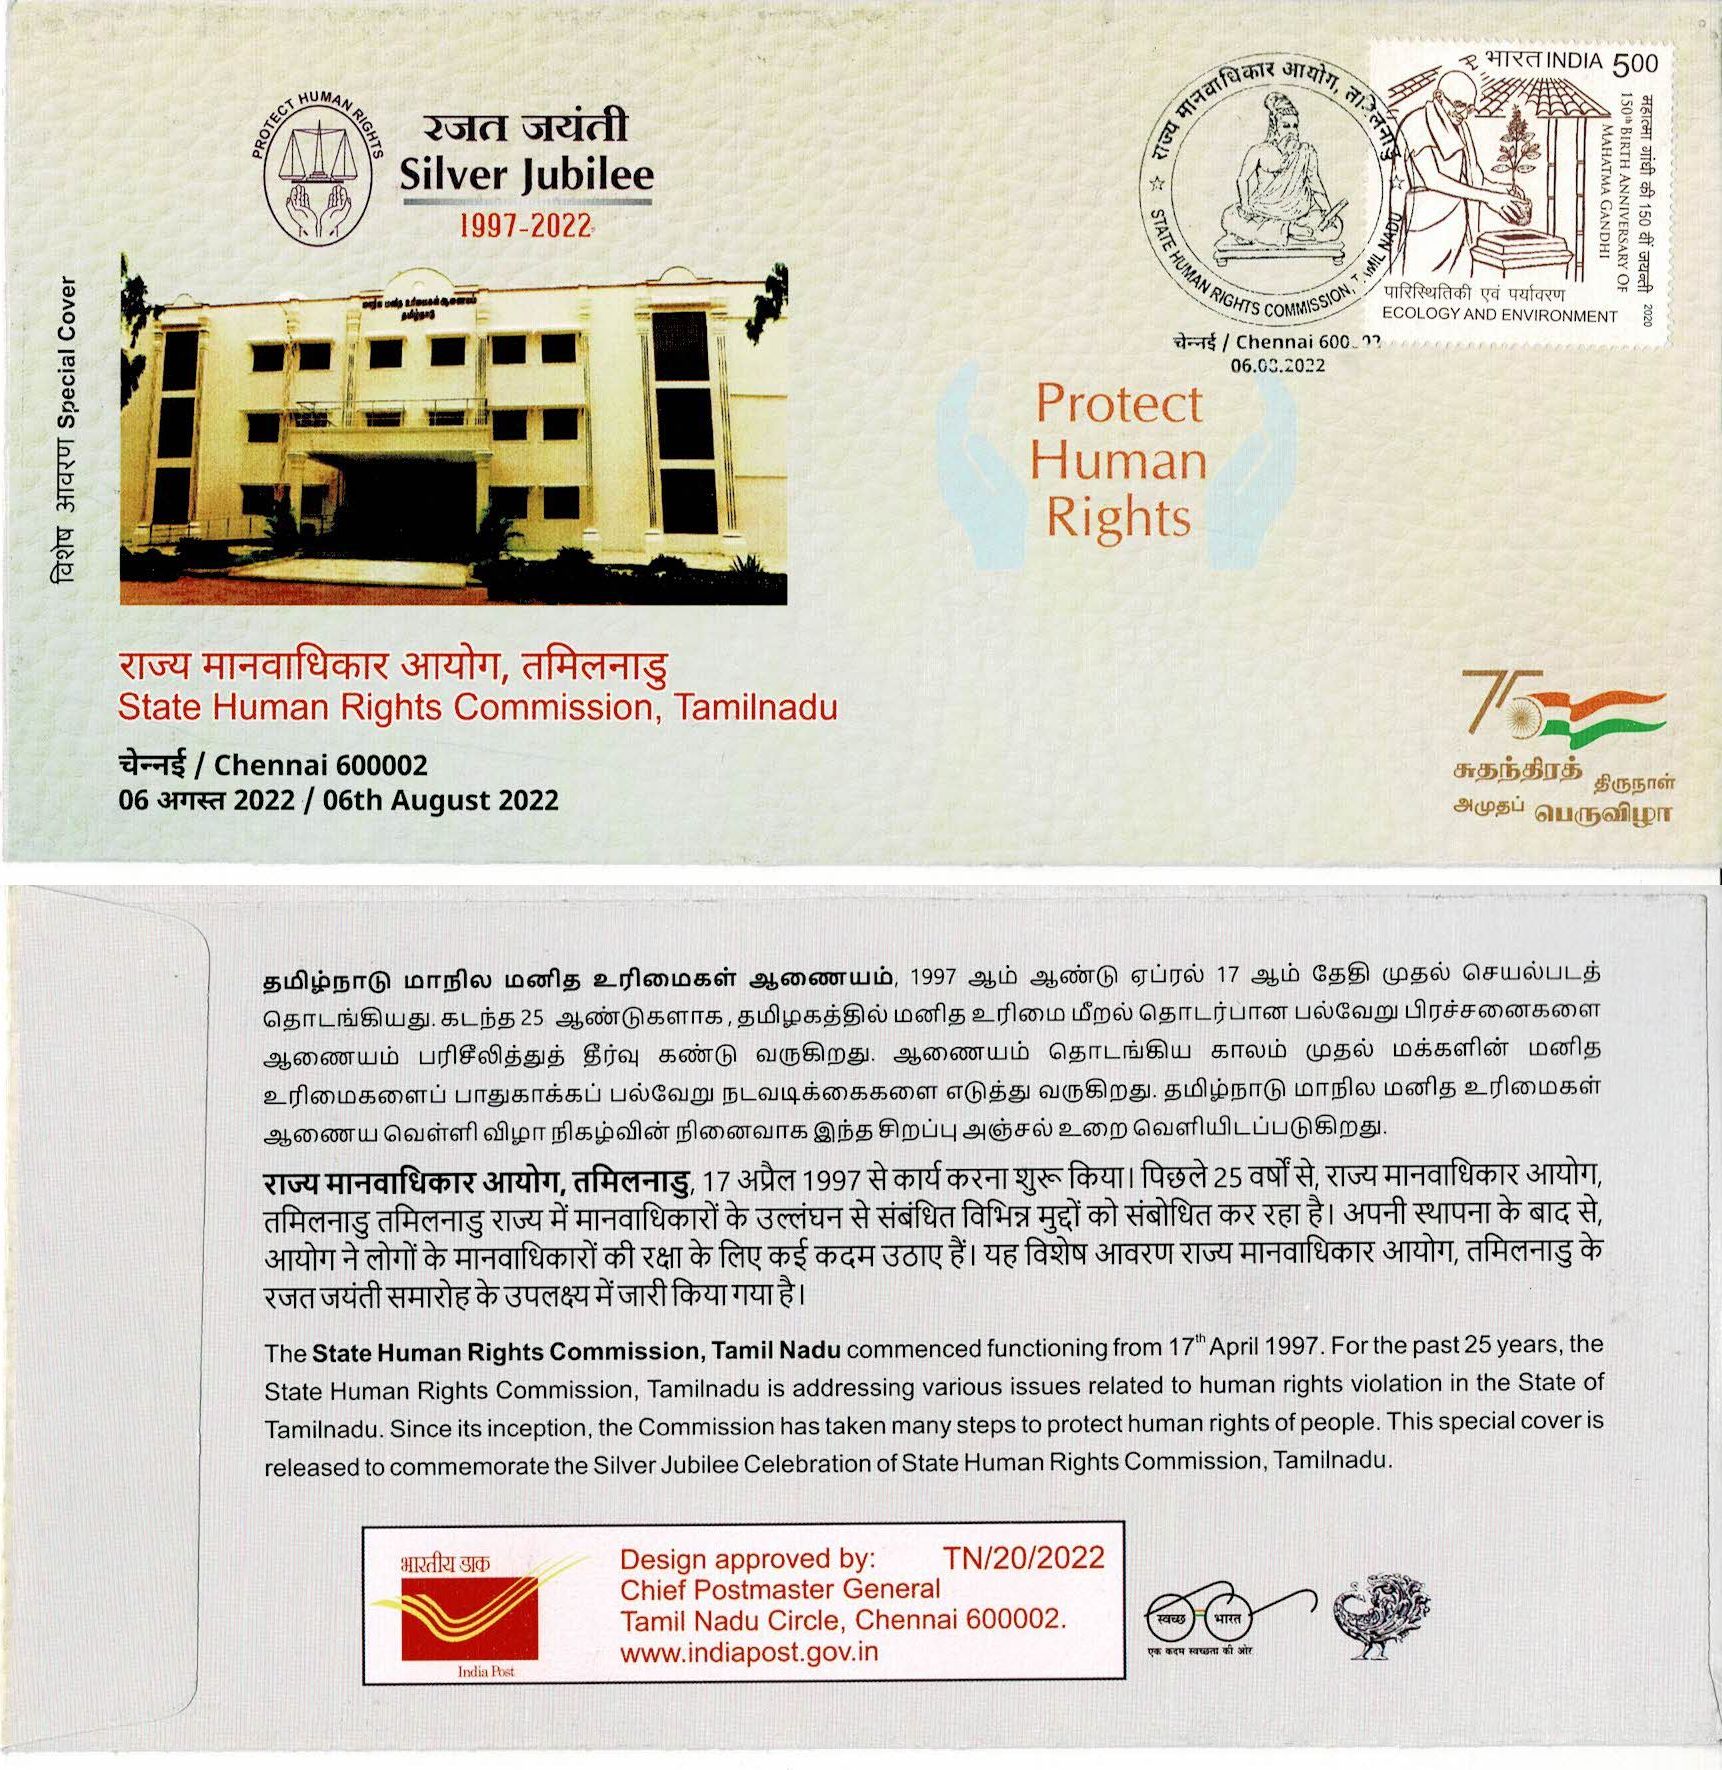 PROTECT HUMAN RIGHTS
रजत जयंती
Silver Jubilee
1997-2022
विशेष आवरण Special Cover
மாநில மனித உரிமைகள் ஆணையம்
தமிழ்நாடு
राज्य मानवाधिकार आयोग, तमिलनाडु
State Human Rights Commission, Tamilnadu
चेन्नई / Chennai 600002
06 अगस्त 2022 / 06th August 2022
राज्य मानवाधिकार आयोग, तमिलनाडु
STATE HUMAN RIGHTS COMMISSION, TAMIL NADU
चेन्नई / Chennai
06.08.2022
भारत INDIA 500
महात्मा गांधी की 150 वीं जयन्ती 2020
150th BIRTH ANNIVERSARY OF
MAHATMA GANDHI
पारिस्थितिकी एवं पर्यावरण
ECOLOGY AND ENVIRONMENT
Protect
Human
Rights
75
சுதந்திரத் திருநாள்
அமுதப் பெருவிழா
தமிழ்நாடு மாநில மனித உரிமைகள் ஆணையம், 1997 ஆம் ஆண்டு ஏப்ரல் 17 ஆம் தேதி முதல் செயல்படத்
தொடங்கியது. கடந்த 25 ஆண்டுகளாக, தமிழகத்தில் மனித உரிமை மீறல் தொடர்பான பல்வேறு பிரச்சனைகளை
ஆணையம் பரிசீலித்துத் தீர்வு கண்டு வருகிறது. ஆணையம் தொடங்கிய காலம் முதல் மக்களின் மனித
உரிமைகளைப் பாதுகாக்கப் பல்வேறு நடவடிக்கைகளை எடுத்து வருகிறது. தமிழ்நாடு மாநில மனித உரிமைகள்
ஆணைய வெள்ளி விழா நிகழ்வின் நினைவாக இந்த சிறப்பு அஞ்சல் உறை வெளியிடப்படுகிறது.
राज्य मानवाधिकार आयोग, तमिलनाडु, 17 अप्रैल 1997 से कार्य करना शुरू किया। पिछले 25 वर्षों से, राज्य मानवाधिकार आयोग,
तमिलनाडु तमिलनाडु राज्य में मानवाधिकारों के उल्लंघन से संबंधित विभिन्न मुद्दों को संबोधित कर रहा है। अपनी स्थापना के बाद से,
आयोग ने लोगों के मानवाधिकारों की रक्षा के लिए कई कदम उठाए हैं। यह विशेष आवरण राज्य मानवाधिकार आयोग, तमिलनाडु के
रजत जयंती समारोह के उपलक्ष्य में जारी किया गया है।
The State Human Rights Commission, Tamil Nadu commenced functioning from 17th April 1997. For the past 25 years, the
State Human Rights Commission, Tamilnadu is addressing various issues related to human rights violation in the State of
Tamilnadu. Since its inception, the Commission has taken many steps to protect human rights of people. This special cover is
released to commemorate the Silver Jubilee Celebration of State Human Rights Commission, Tamilnadu.
भारतीय डाक
India Post
Design approved by: TN/20/2022
Chief Postmaster General
Tamil Nadu Circle, Chennai 600002.
www.indiapost.gov.in
स्वच्छ भारत
एक कदम स्वच्छता की ओर